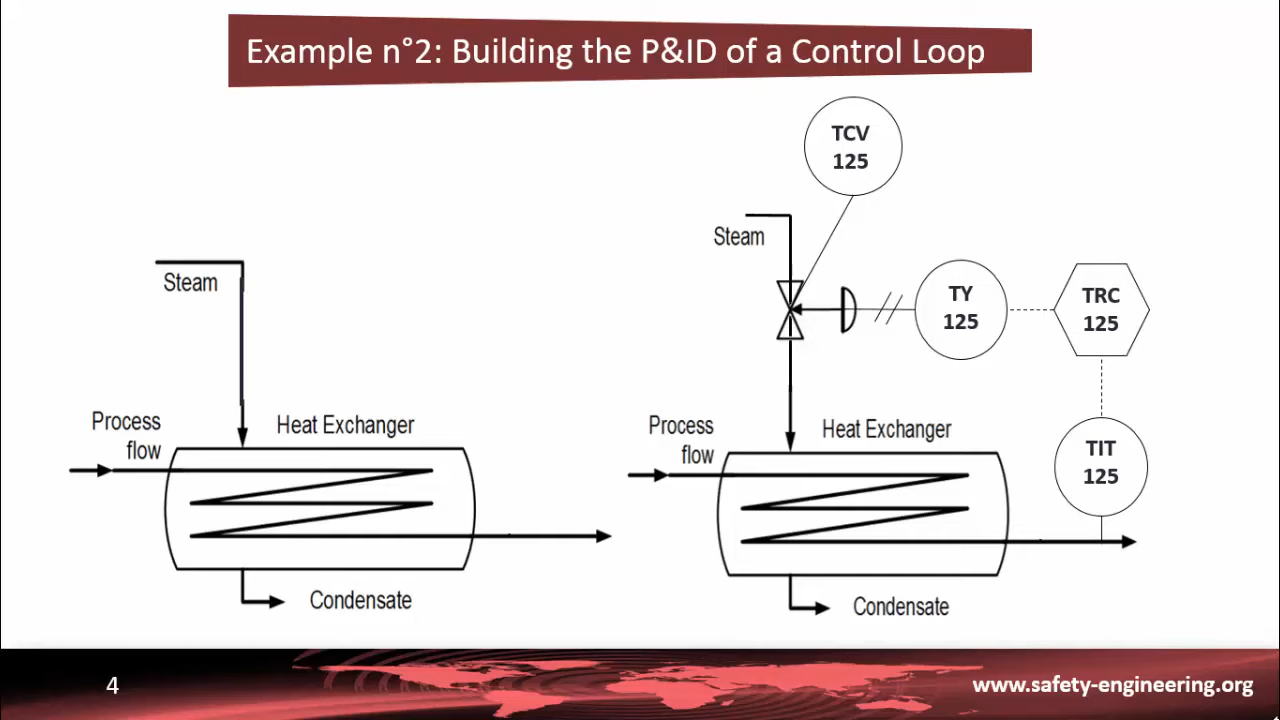 Example n°2: Building the P&ID of a Control Loop
Steam
Process
flow
Heat Exchanger
Condensate
TCV
125
Steam
TY
125
TRC
125
TIT
125
Process
flow
Heat Exchanger
Condensate
4
www.safety-engineering.org